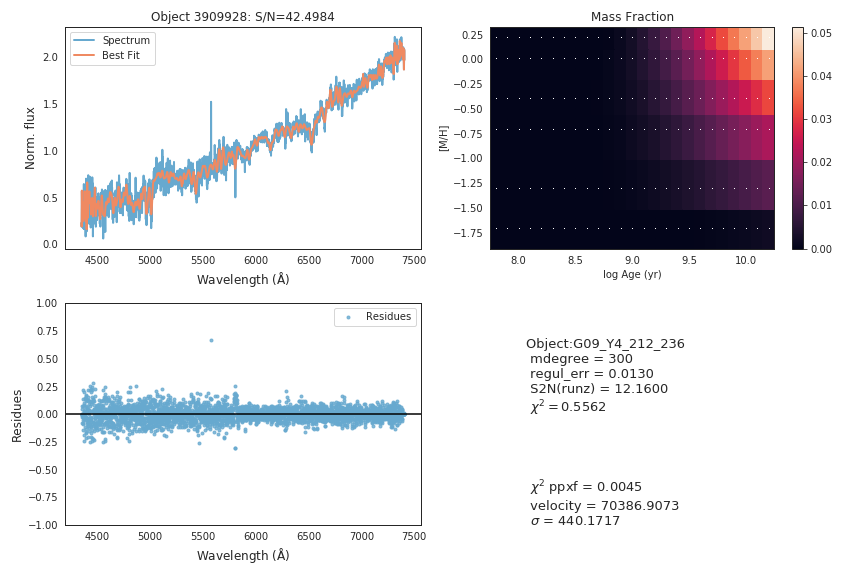 Object 3909928: S/N=42.4984
Spectrum
Best Fit
Norm. flux
2.0
1.5
1.0
0.5
0.0
4500 5000 5500 6000 6500 7000 7500
Wavelength (Å)
Mass Fraction
[M/H]
0.25
0.00
−0.25
−0.50
−0.75
−1.00
−1.25
−1.50
−1.75
8.0 8.5 9.0 9.5 10.0
log Age (yr)
0.05
0.04
0.03
0.02
0.01
0.00
Residues
Residues
1.00
0.75
0.50
0.25
0.00
−0.25
−0.50
−0.75
−1.00
4500 5000 5500 6000 6500 7000 7500
Wavelength (Å)
Object:G09_Y4_212_236
mdegree = 300
regul_err = 0.0130
S2N(runz) = 12.1600
χ² = 0.5562
χ² ppxf = 0.0045
velocity = 70386.9073
σ = 440.1717